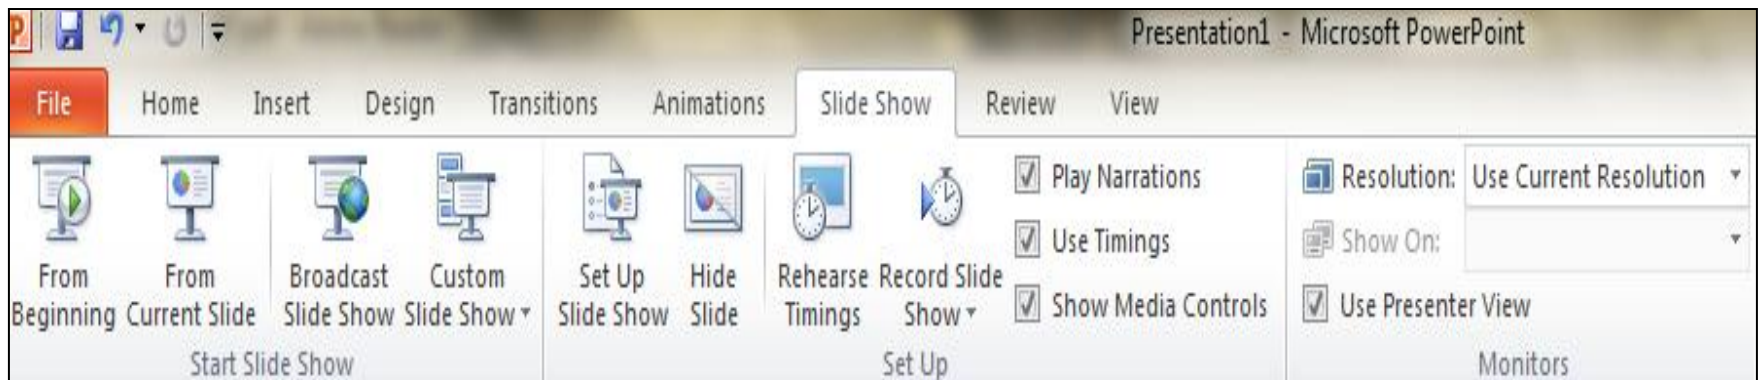 Presentation1 - Microsoft PowerPoint
File Home Insert Design Transitions Animations Slide Show Review View
From Beginning
From Current Slide
Broadcast Slide Show
Custom Slide Show
Start Slide Show
Set Up Slide Show
Hide Slide
Rehearse Timings
Record Slide Show
Play Narrations
Use Timings
Show Media Controls
Set Up
Resolution: Use Current Resolution
Show On:
Use Presenter View
Monitors